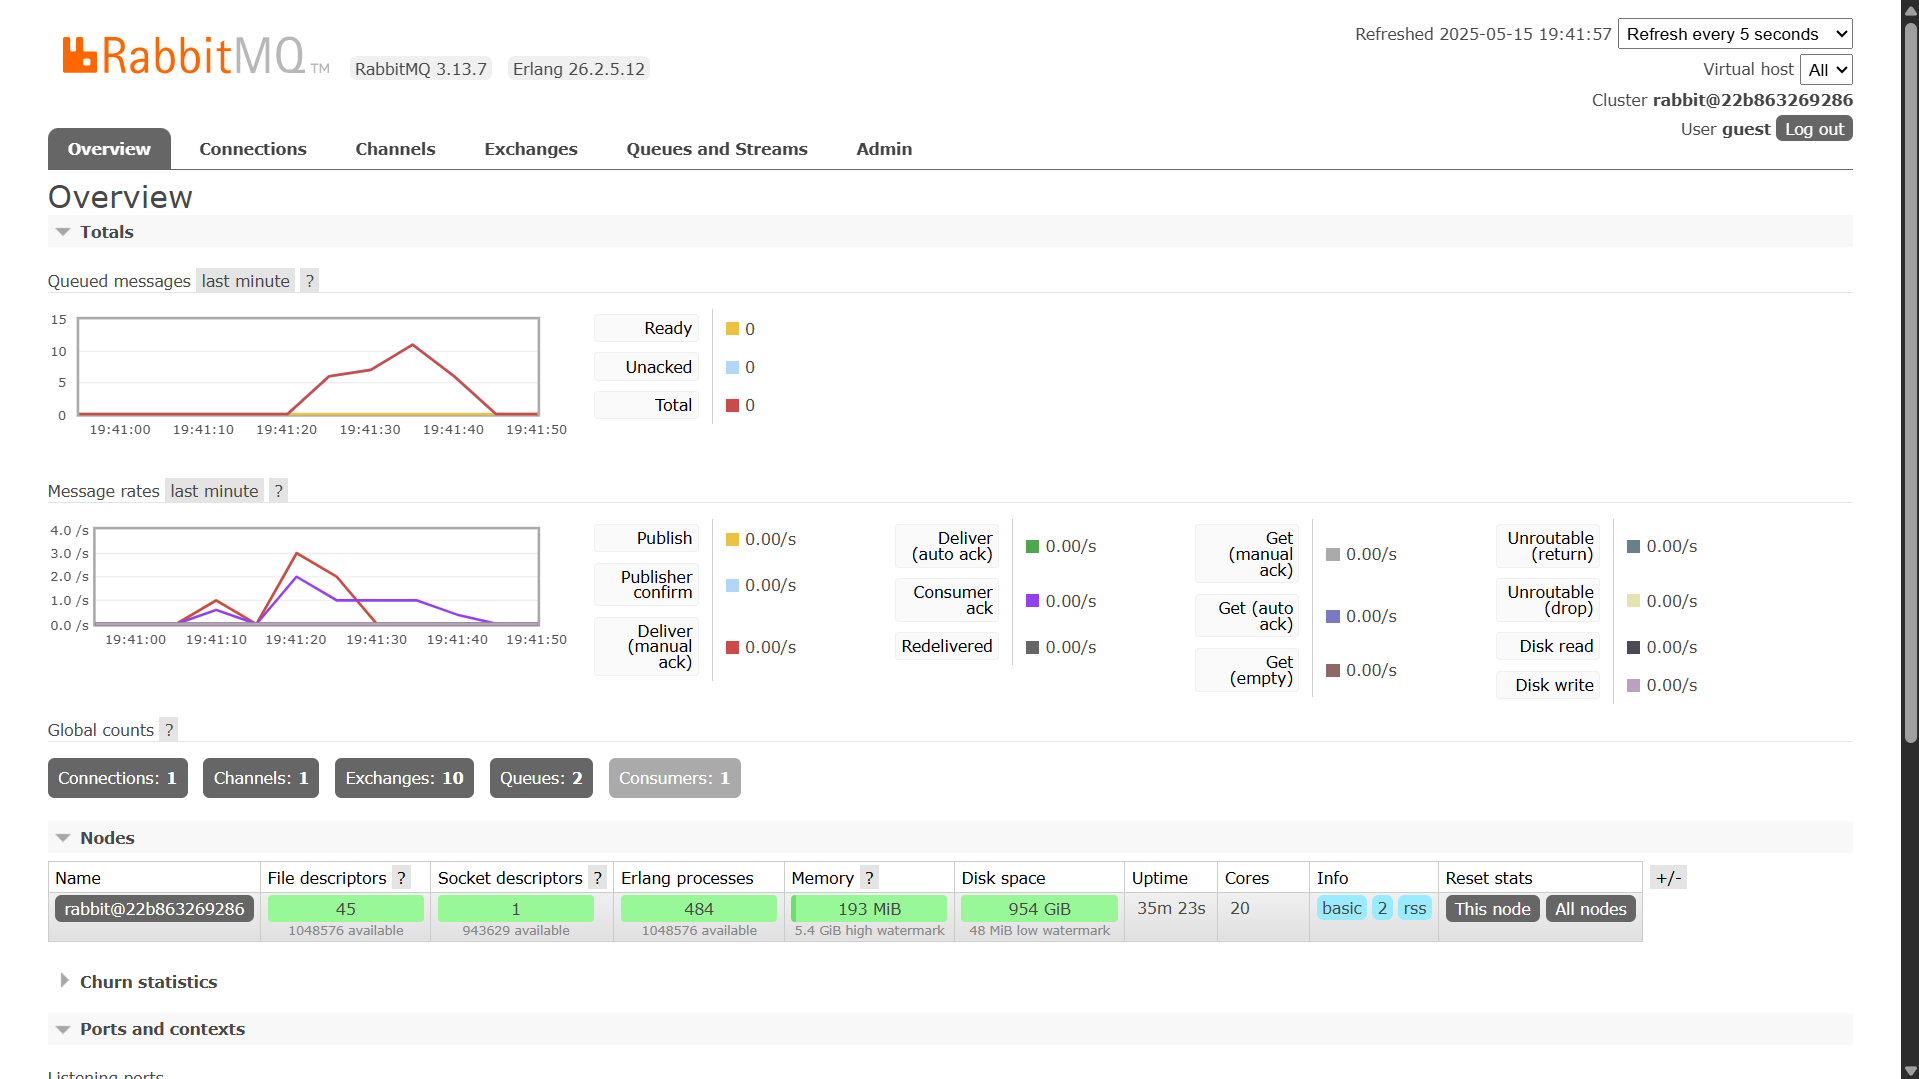 RabbitMQ TM
RabbitMQ 3.13.7
Erlang 26.2.5.12
Refreshed 2025-05-15 19:41:57
Refresh every 5 seconds
Virtual host All
Cluster rabbit@22b863269286
User guest Log out
Overview Connections Channels Exchanges Queues and Streams Admin
Overview
Totals
Queued messages last minute ?
15
10
5
0
19:41:00 19:41:10 19:41:20 19:41:30 19:41:40 19:41:50
Ready 0
Unacked 0
Total 0
Message rates last minute ?
4.0 /s
3.0 /s
2.0 /s
1.0 /s
0.0 /s
19:41:00 19:41:10 19:41:20 19:41:30 19:41:40 19:41:50
Publish 0.00/s
Publisher
confirm 0.00/s
Deliver
(manual
ack) 0.00/s
Deliver
(auto ack) 0.00/s
Consumer
ack 0.00/s
Redelivered 0.00/s
Get
(manual
ack) 0.00/s
Get (auto
ack) 0.00/s
Get
(empty) 0.00/s
Unroutable
(return) 0.00/s
Unroutable
(drop) 0.00/s
Disk read 0.00/s
Disk write 0.00/s
Global counts ?
Connections: 1 Channels: 1 Exchanges: 10 Queues: 2 Consumers: 1
Nodes
Name File descriptors ? Socket descriptors ? Erlang processes Memory ? Disk space Uptime Cores Info Reset stats +/-
rabbit@22b863269286 45 1 484 193 MiB 954 GiB 35m 23s 20 basic 2 rss This node All nodes
1048576 available 943629 available 1048576 available 5.4 GiB high watermark 48 MiB low watermark
Churn statistics
Ports and contexts
Listening ports